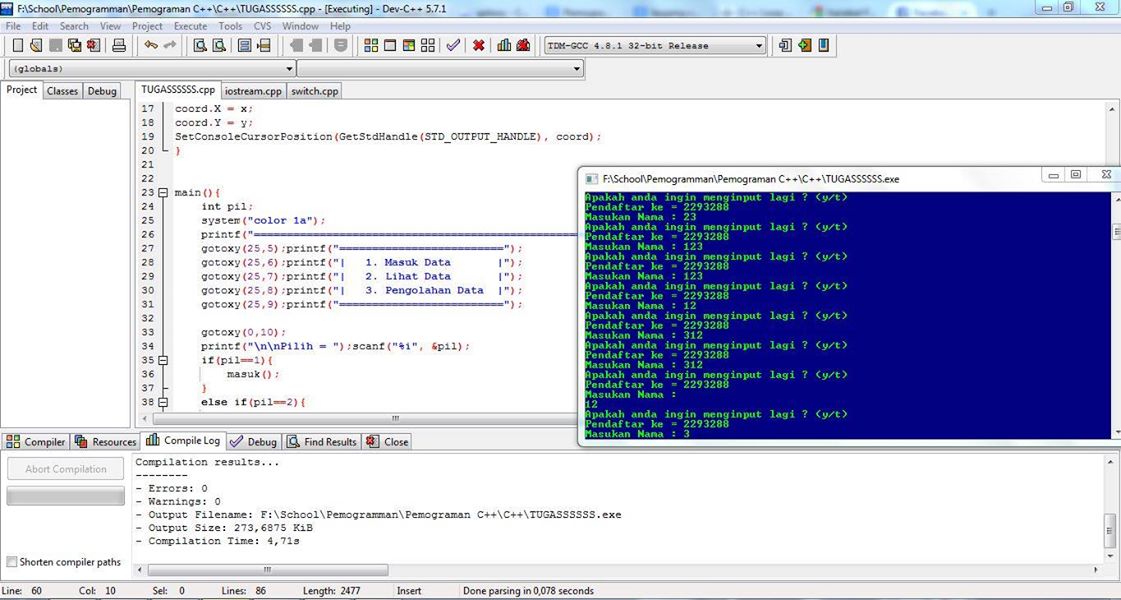 F:\School\Pemogramman\Pemograman C++\C++\TUGASSSSSS.cpp - [Executing] - Dev-C++ 5.7.1
File Edit Search View Project Execute Tools CVS Window Help
TDM-GCC 4.8.1 32-bit Release
(globals)
Project Classes Debug
TUGASSSSSS.cpp iostream.cpp switch.cpp
17 coord.X = x;
18 coord.Y = y;
19 SetConsoleCursorPosition(GetStdHandle(STD_OUTPUT_HANDLE), coord);
20 }
21
22
23 main(){
24 int pil;
25 system("color 1a");
26 printf("==================================================
27 gotoxy(25,5);printf("=========================");
28 gotoxy(25,6);printf("|   1. Masuk Data       |");
29 gotoxy(25,7);printf("|   2. Lihat Data       |");
30 gotoxy(25,8);printf("|   3. Pengolahan Data  |");
31 gotoxy(25,9);printf("=========================");
32
33 gotoxy(0,10);
34 printf("\n\nPilih = ");scanf("%i", &pil);
35 if(pil==1){
36 masuk();
37 }
38 else if(pil==2){
F:\School\Pemogramman\Pemograman C++\C++\TUGASSSSSS.exe
Apakah anda ingin menginput lagi ? (y/t)
Pendaftar ke = 2293288
Masukan Nama : 23
Apakah anda ingin menginput lagi ? (y/t)
Pendaftar ke = 2293288
Masukan Nama : 123
Apakah anda ingin menginput lagi ? (y/t)
Pendaftar ke = 2293288
Masukan Nama : 123
Apakah anda ingin menginput lagi ? (y/t)
Pendaftar ke = 2293288
Masukan Nama : 12
Apakah anda ingin menginput lagi ? (y/t)
Pendaftar ke = 2293288
Masukan Nama : 312
Apakah anda ingin menginput lagi ? (y/t)
Pendaftar ke = 2293288
Masukan Nama : 312
Apakah anda ingin menginput lagi ? (y/t)
Pendaftar ke = 2293288
Masukan Nama :
12
Apakah anda ingin menginput lagi ? (y/t)
Pendaftar ke = 2293288
Masukan Nama : 3
Compiler Resources Compile Log Debug Find Results Close
Abort Compilation
Shorten compiler paths
Compilation results...
--------
- Errors: 0
- Warnings: 0
- Output Filename: F:\School\Pemogramman\Pemograman C++\C++\TUGASSSSSS.exe
- Output Size: 273,6875 KiB
- Compilation Time: 4,71s
Line: 60 Col: 10 Sel: 0 Lines: 86 Length: 2477 Insert Done parsing in 0,078 seconds